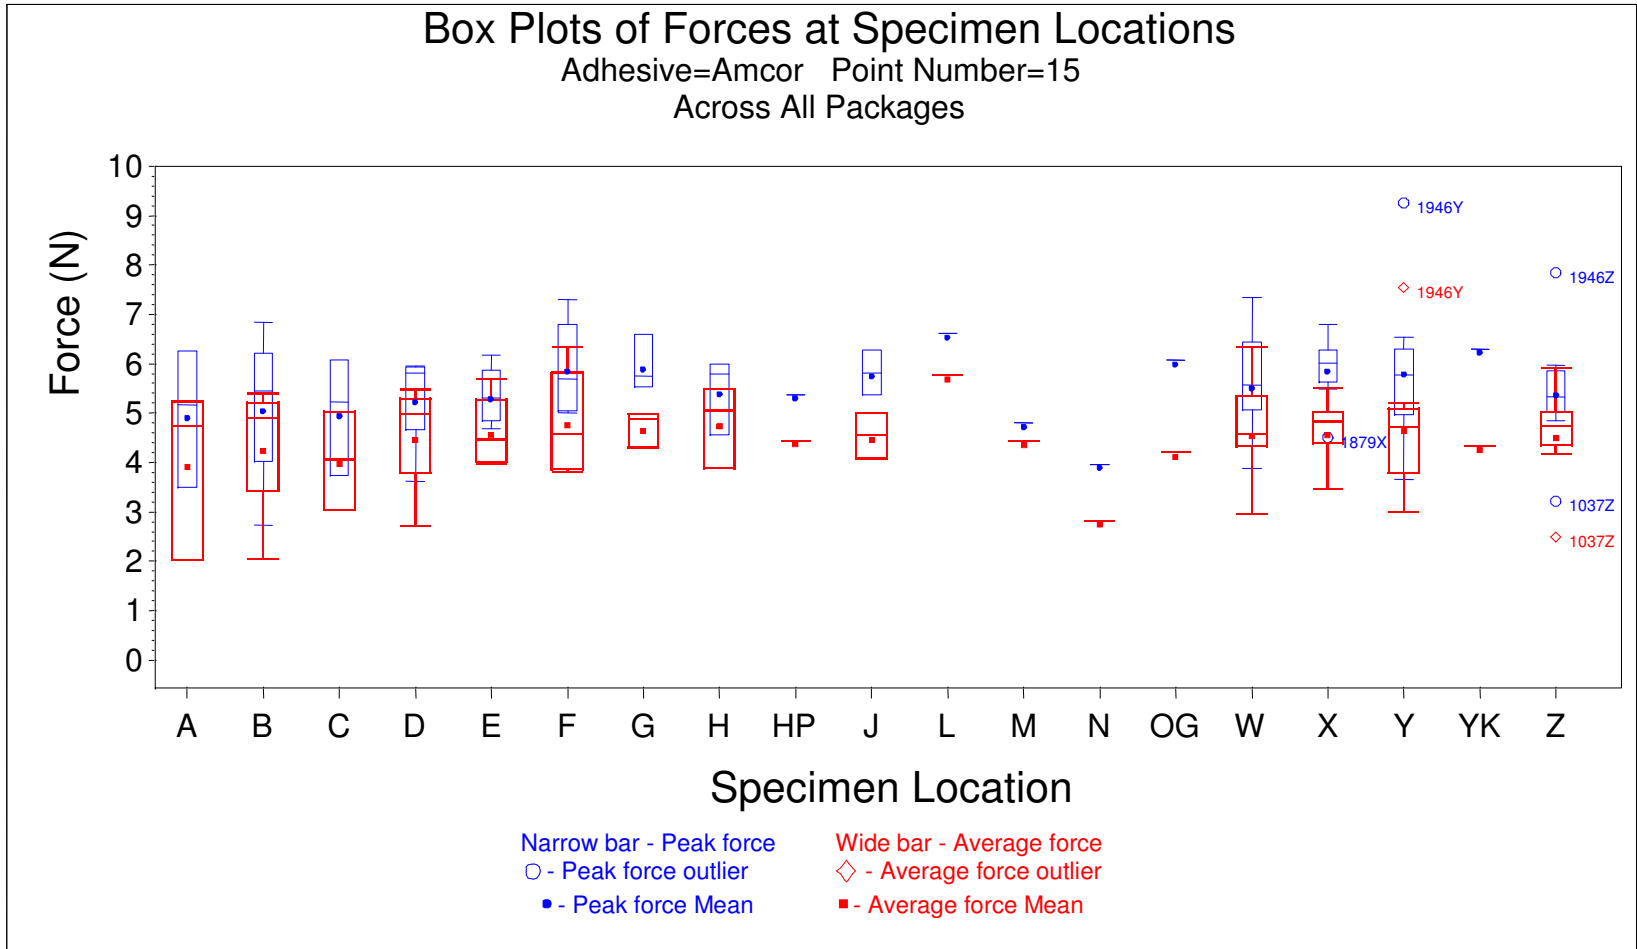 Box Plots of Forces at Specimen Locations
Adhesive=Amcor Point Number=15
Across All Packages
Force (N)
10
9
8
7
6
5
4
3
2
1
0
1946Y
1946Y
1946Z
1879X
1037Z
1037Z
A B C D E F G H HP J L M N OG W X Y YK Z
Specimen Location
Narrow bar - Peak force Wide bar - Average force
- Peak force outlier - Average force outlier
- Peak force Mean - Average force Mean